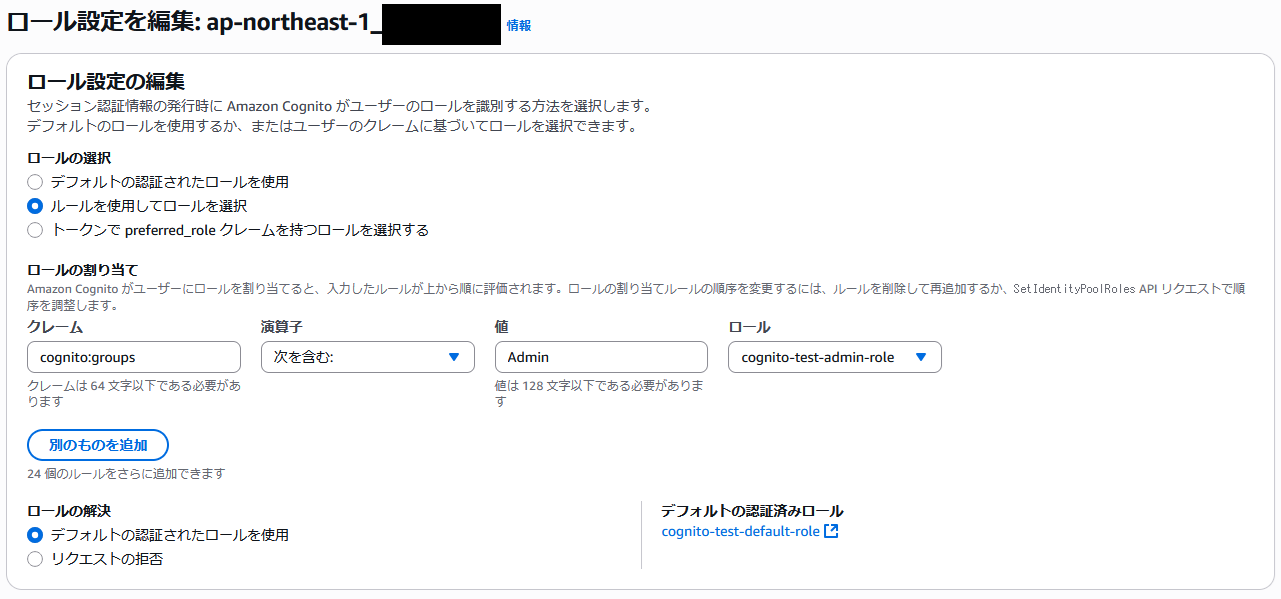 ロール設定を編集: ap-northeast-1_ 情報
ロール設定の編集
セッション認証情報の発行時に Amazon Cognito がユーザーのロールを識別する方法を選択します。
デフォルトのロールを使用するか、またはユーザーのクレームに基づいてロールを選択できます。
ロールの選択
デフォルトの認証されたロールを使用
ルールを使用してロールを選択
トークンで preferred_role クレームを持つロールを選択する
ロールの割り当て
Amazon Cognito がユーザーにロールを割り当てると、入力したルールが上から順に評価されます。ロールの割り当てルールの順序を変更するには、ルールを削除して再追加するか、SetIdentityPoolRoles API リクエストで順
序を調整します。
クレーム 演算子 値 ロール
cognito:groups 次を含む: Admin cognito-test-admin-role
クレームは 64 文字以下である必要があ 値は 128 文字以下である必要がありま
ります す
別のものを追加
24 個のルールをさらに追加できます
ロールの解決 デフォルトの認証済みロール
デフォルトの認証されたロールを使用 cognito-test-default-role
リクエストの拒否